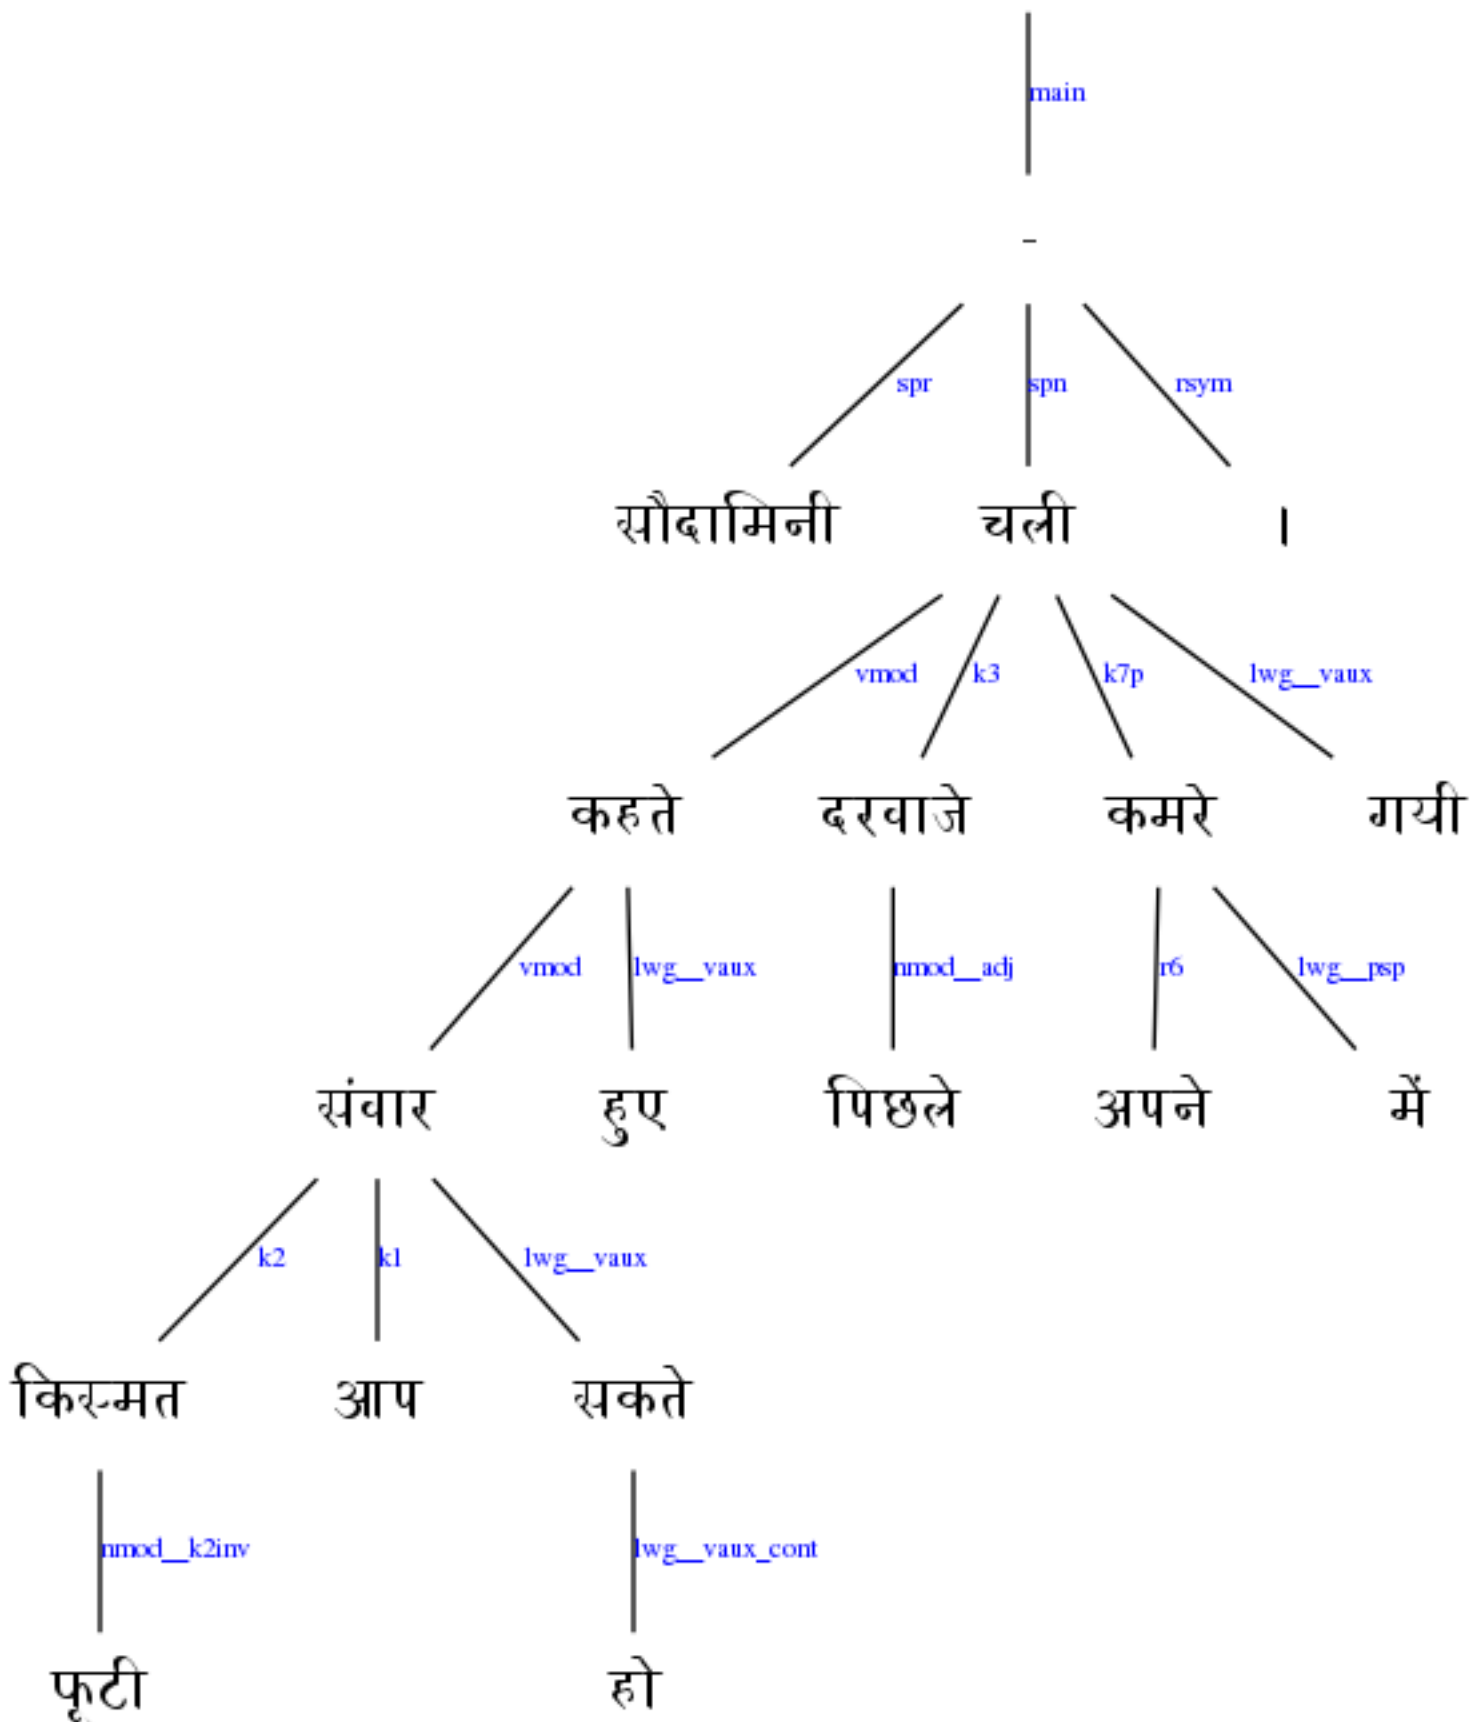 main
-
spr spn rsym
सौदामिनी चली ।
vmod k3 k7p lwg__vaux
कहते दरवाजे कमरे गयी
vmod lwg__vaux nmod__adj r6 lwg__psp
संवार हुए पिछले अपने में
k2 k1 lwg__vaux
किस्मत आप सकते
nmod__k2inv lwg__vaux_cont
फूटी हो